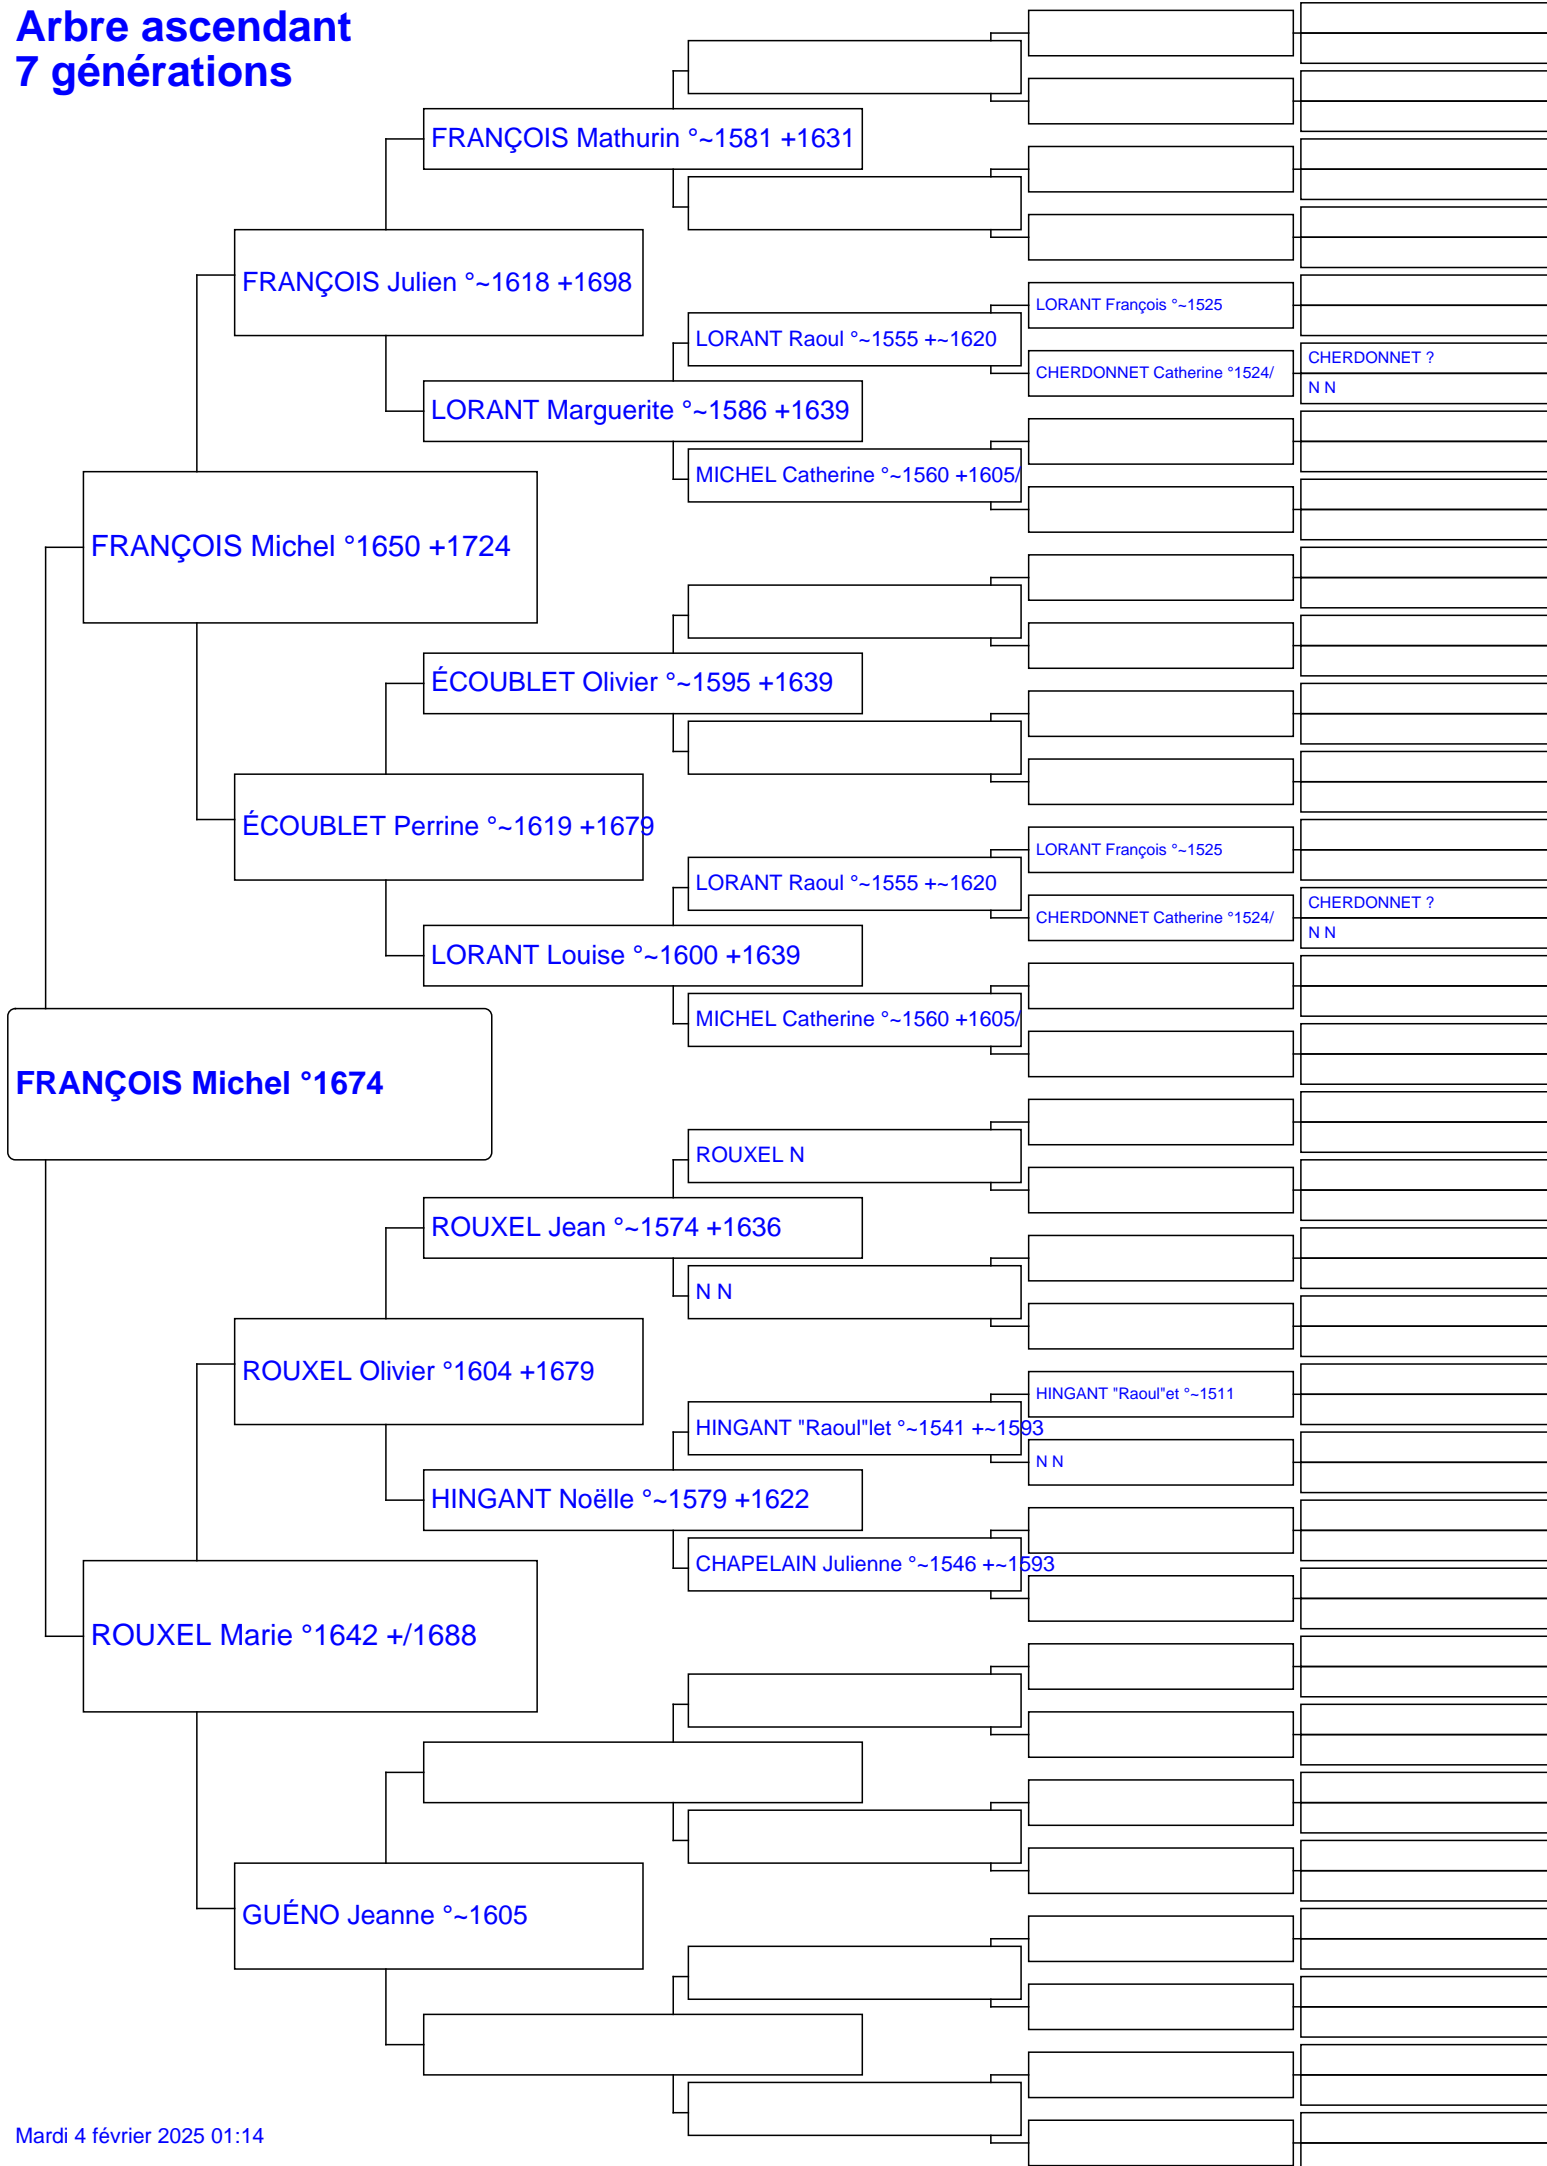 Arbre ascendant
7 générations
FRANÇOIS Mathurin °~1581 +1631
FRANÇOIS Julien °~1618 +1698
LORANT François °~1525
LORANT Raoul °~1555 +~1620
CHERDONNET ?
CHERDONNET Catherine °1524/
N N
LORANT Marguerite °~1586 +1639
MICHEL Catherine °~1560 +1605/
FRANÇOIS Michel °1650 +1724
ÉCOUBLET Olivier °~1595 +1639
ÉCOUBLET Perrine °~1619 +1679
LORANT François °~1525
LORANT Raoul °~1555 +~1620
CHERDONNET ?
CHERDONNET Catherine °1524/
N N
LORANT Louise °~1600 +1639
MICHEL Catherine °~1560 +1605/
FRANÇOIS Michel °1674
ROUXEL N
ROUXEL Jean °~1574 +1636
N N
ROUXEL Olivier °1604 +1679
HINGANT "Raoul"et °~1511
HINGANT "Raoul"let °~1541 +~1593
N N
HINGANT Noëlle °~1579 +1622
CHAPELAIN Julienne °~1546 +~1593
ROUXEL Marie °1642 +/1688
GUÉNO Jeanne °~1605
Mardi 4 février 2025 01:14